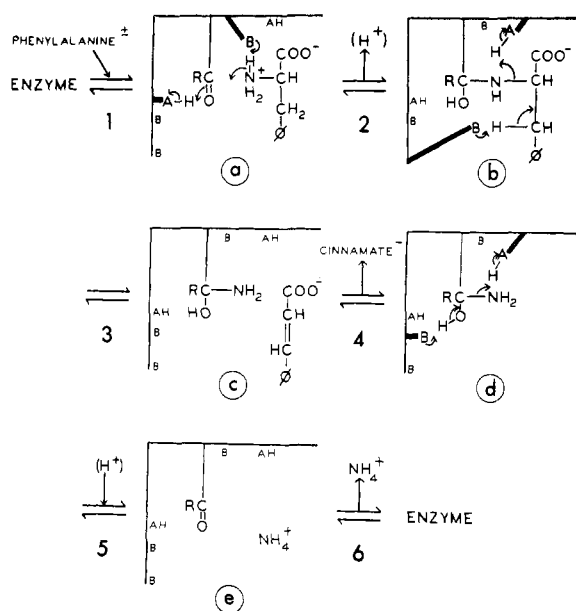 PHENYLALANINE ±
ENZYME
1
A-H
B
B
RC
O
B
H
N+
H2
COO-
CH
CH2
Ø
a
(H+)
2
AH
B
B
RC-N
HO
H
B
H
A
H
COO-
CH
CH
Ø
b
3
B
AH
RC-NH2
HO
AH
B
B
COO-
CH
CH
Ø
c
CINNAMATE-
4
B
A
H
RC-NH2
AH
B
H
O
B
d
(H+)
5
B
AH
RC
O
AH
B
B
NH4+
e
NH4+
6
ENZYME